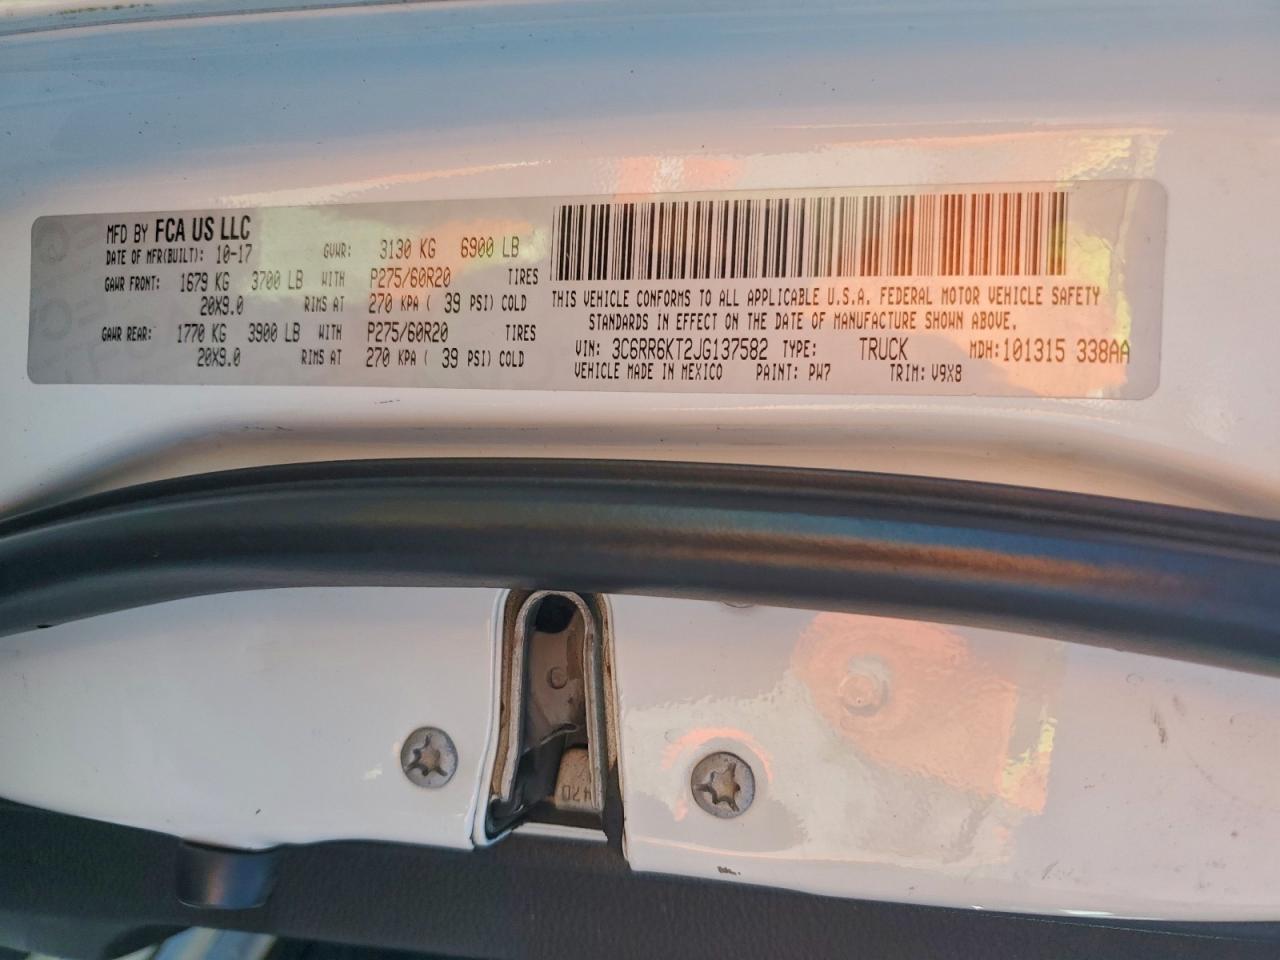 MFD BY FCA US LLC
DATE OF MFR(BUILT): 10-17 GVWR: 3130 KG 6900 LB
GAWR FRONT: 1679 KG 3700 LB WITH P275/60R20 TIRES
20X9.0 RIMS AT 270 KPA ( 39 PSI) COLD
GAWR REAR: 1770 KG 3900 LB WITH P275/60R20 TIRES
20X9.0 RIMS AT 270 KPA ( 39 PSI) COLD
THIS VEHICLE CONFORMS TO ALL APPLICABLE U.S.A. FEDERAL MOTOR VEHICLE SAFETY
STANDARDS IN EFFECT ON THE DATE OF MANUFACTURE SHOWN ABOVE.
VIN: 3C6RR6KT2JG137582 TYPE: TRUCK MDH:101315 338AA
VEHICLE MADE IN MEXICO PAINT: PW7 TRIM: V9X8